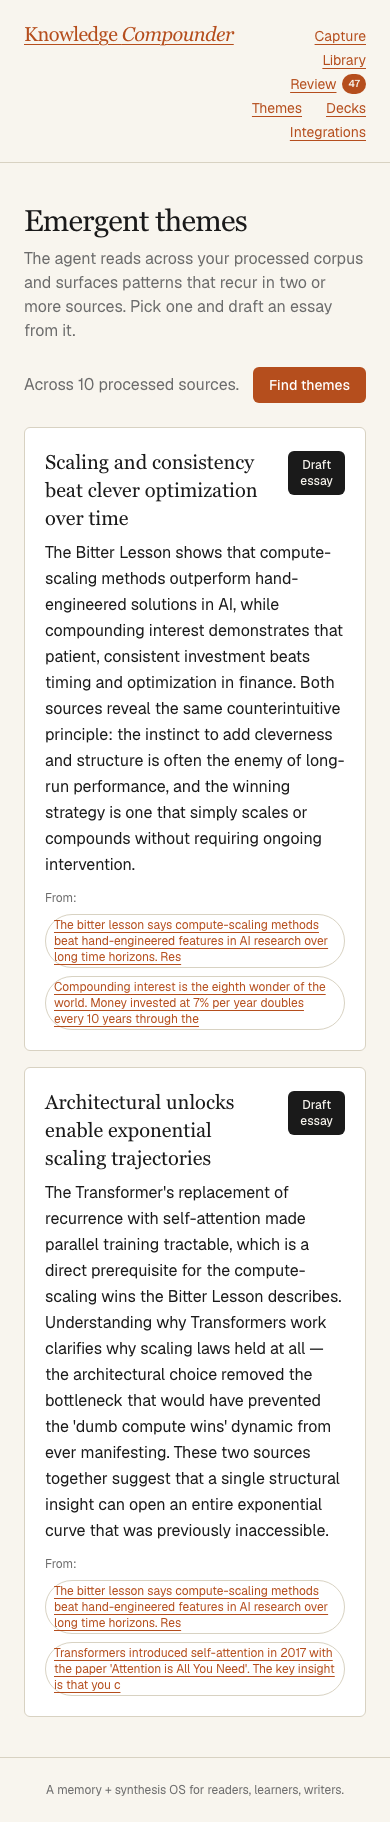 Knowledge Compounder
Capture
Library
Review 47
Themes Decks
Integrations
Emergent themes
The agent reads across your processed corpus
and surfaces patterns that recur in two or
more sources. Pick one and draft an essay
from it.
Across 10 processed sources.
Find themes
Scaling and consistency
beat clever optimization
over time
Draft
essay
The Bitter Lesson shows that compute-
scaling methods outperform hand-
engineered solutions in AI, while
compounding interest demonstrates that
patient, consistent investment beats
timing and optimization in finance. Both
sources reveal the same counterintuitive
principle: the instinct to add cleverness
and structure is often the enemy of long-
run performance, and the winning
strategy is one that simply scales or
compounds without requiring ongoing
intervention.
From:
The bitter lesson says compute-scaling methods
beat hand-engineered features in AI research over
long time horizons. Res
Compounding interest is the eighth wonder of the
world. Money invested at 7% per year doubles
every 10 years through the
Architectural unlocks
enable exponential
scaling trajectories
Draft
essay
The Transformer's replacement of
recurrence with self-attention made
parallel training tractable, which is a
direct prerequisite for the compute-
scaling wins the Bitter Lesson describes.
Understanding why Transformers work
clarifies why scaling laws held at all —
the architectural choice removed the
bottleneck that would have prevented
the 'dumb compute wins' dynamic from
ever manifesting. These two sources
together suggest that a single structural
insight can open an entire exponential
curve that was previously inaccessible.
From:
The bitter lesson says compute-scaling methods
beat hand-engineered features in AI research over
long time horizons. Res
Transformers introduced self-attention in 2017 with
the paper 'Attention is All You Need'. The key insight
is that you c
A memory + synthesis OS for readers, learners, writers.